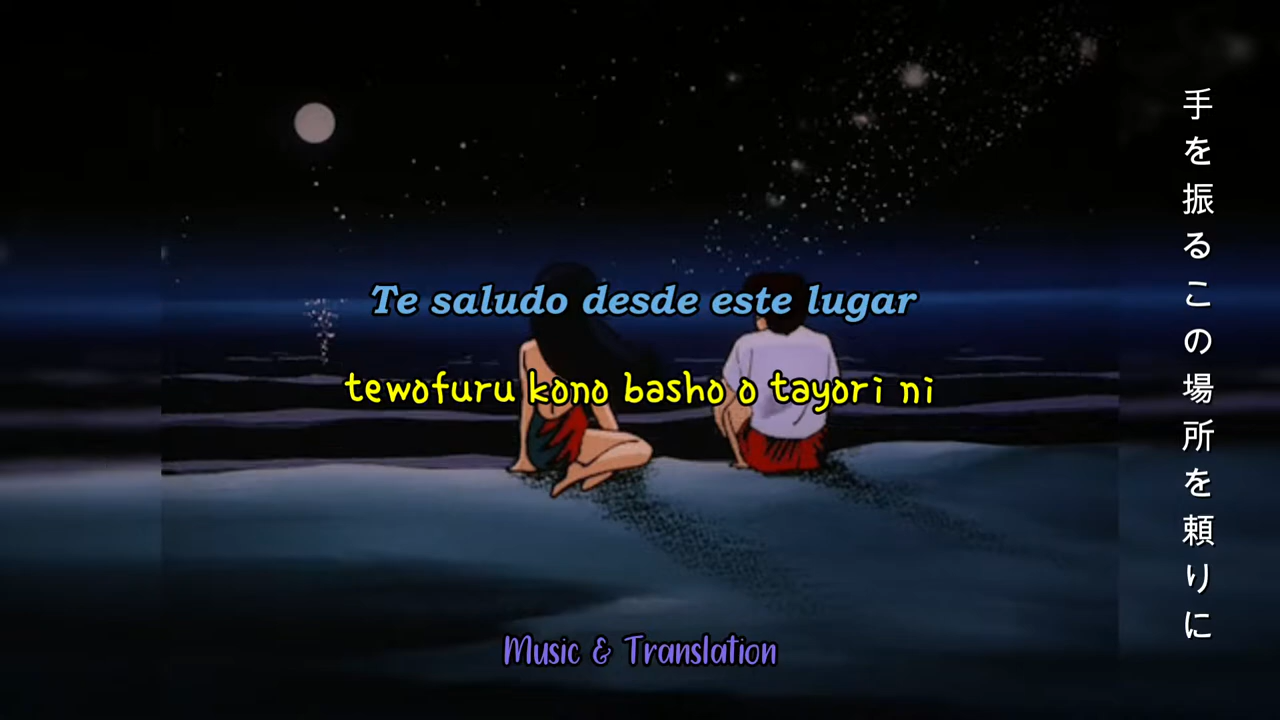 Te saludo desde este lugar
tewofuru kono basho o tayori ni
手を振るこの場所を頼りに
Music & Translation